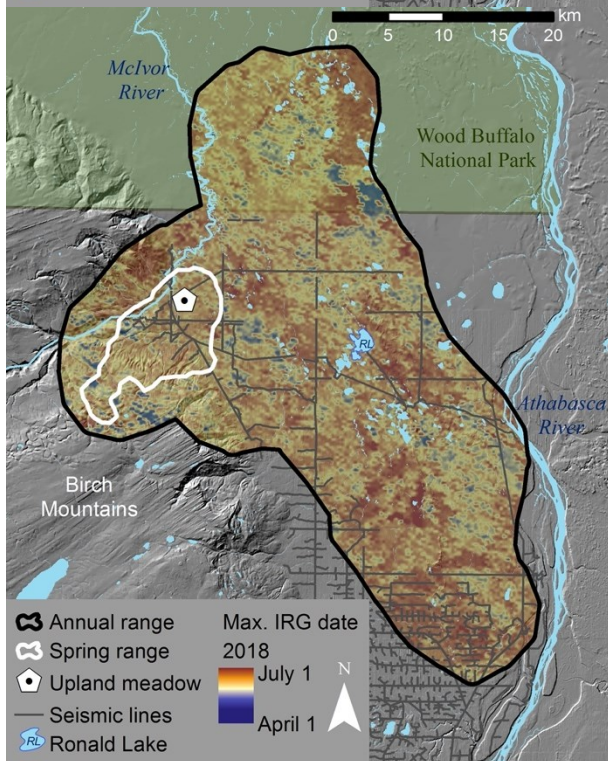 km
0 5 10 15 20
McIvor
River
Wood Buffalo
National Park
RL
Athabasca
River
Birch
Mountains
Annual range
Spring range
Upland meadow
Seismic lines
RL
Ronald Lake
Max. IRG date
2018
July 1
April 1
N